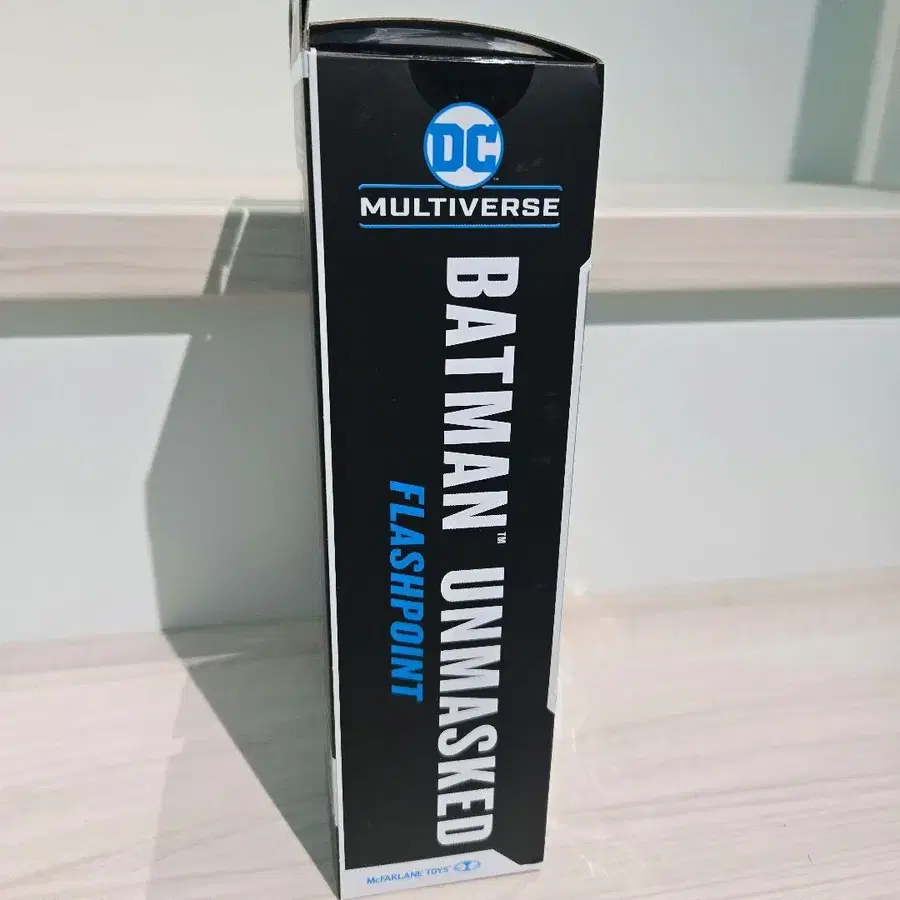 DC
MULTIVERSE
BATMAN™ UNMASKED
FLASHPOINT
McFARLANE TOYS